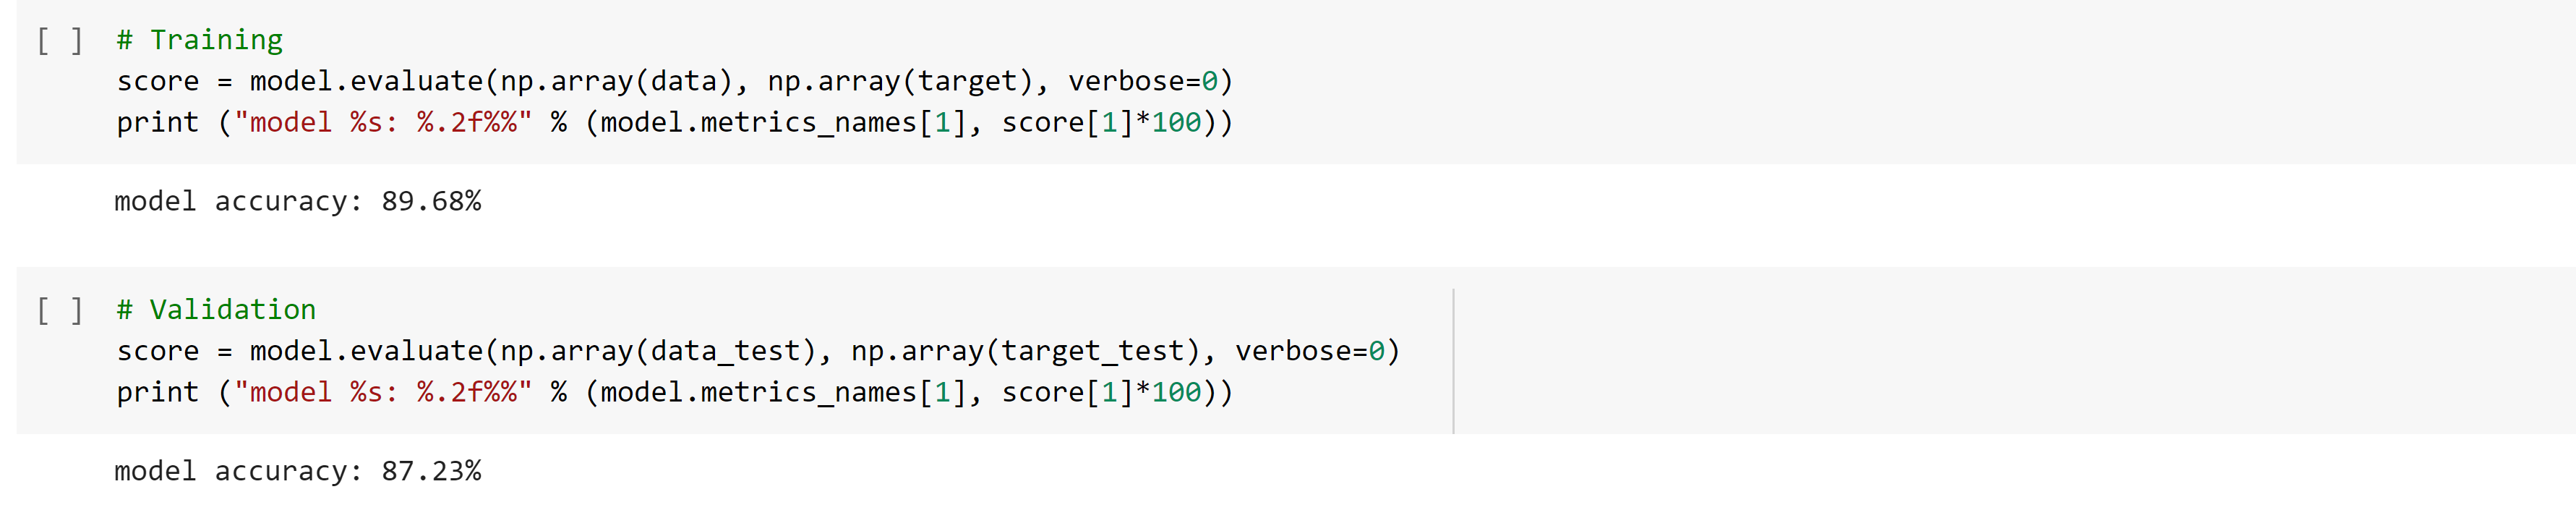 [ ] # Training
score = model.evaluate(np.array(data), np.array(target), verbose=0)
print ("model %s: %.2f%%" % (model.metrics_names[1], score[1]*100))
model accuracy: 89.68%
[ ] # Validation
score = model.evaluate(np.array(data_test), np.array(target_test), verbose=0)
print ("model %s: %.2f%%" % (model.metrics_names[1], score[1]*100))
model accuracy: 87.23%